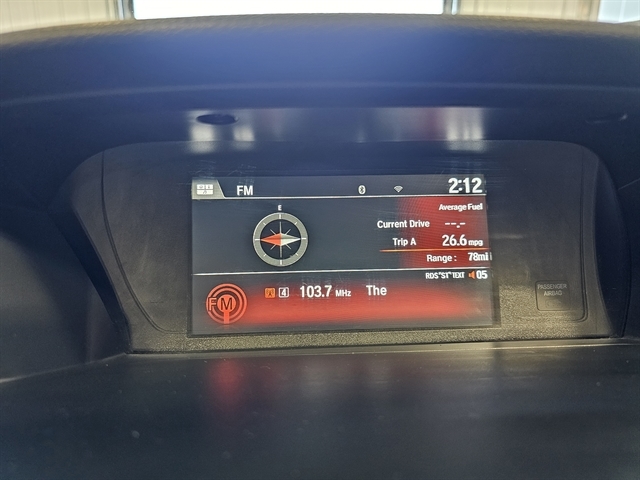 FM 2:12
E
Average Fuel
Current Drive --.-
Trip A 26.6 mpg
Range : 78mi
RDS"ST"TEXT 05
FM A 4 103.7 MHz The
PASSENGER
AIRBAG